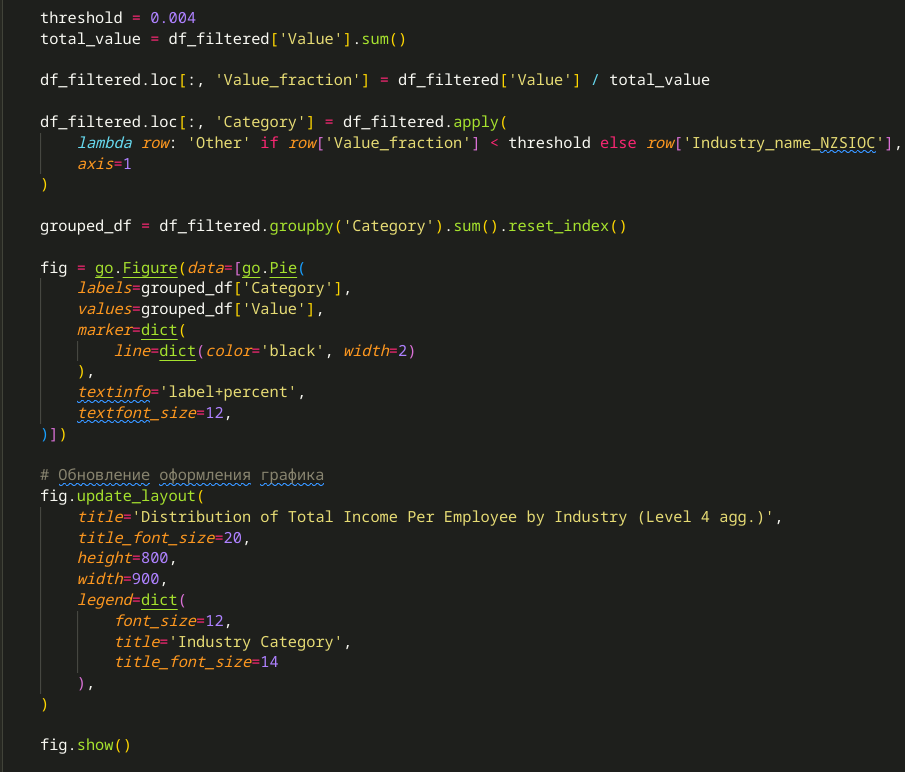 threshold = 0.004
total_value = df_filtered['Value'].sum()
df_filtered.loc[:, 'Value_fraction'] = df_filtered['Value'] / total_value
df_filtered.loc[:, 'Category'] = df_filtered.apply(
    lambda row: 'Other' if row['Value_fraction'] < threshold else row['Industry_name_NZSIOC'],
    axis=1
)
grouped_df = df_filtered.groupby('Category').sum().reset_index()
fig = go.Figure(data=[go.Pie(
    labels=grouped_df['Category'],
    values=grouped_df['Value'],
    marker=dict(
        line=dict(color='black', width=2)
    ),
    textinfo='label+percent',
    textfont_size=12,
)])
# Обновление оформления графика
fig.update_layout(
    title='Distribution of Total Income Per Employee by Industry (Level 4 agg.)',
    title_font_size=20,
    height=800,
    width=900,
    legend=dict(
        font_size=12,
        title='Industry Category',
        title_font_size=14
    ),
)
fig.show()